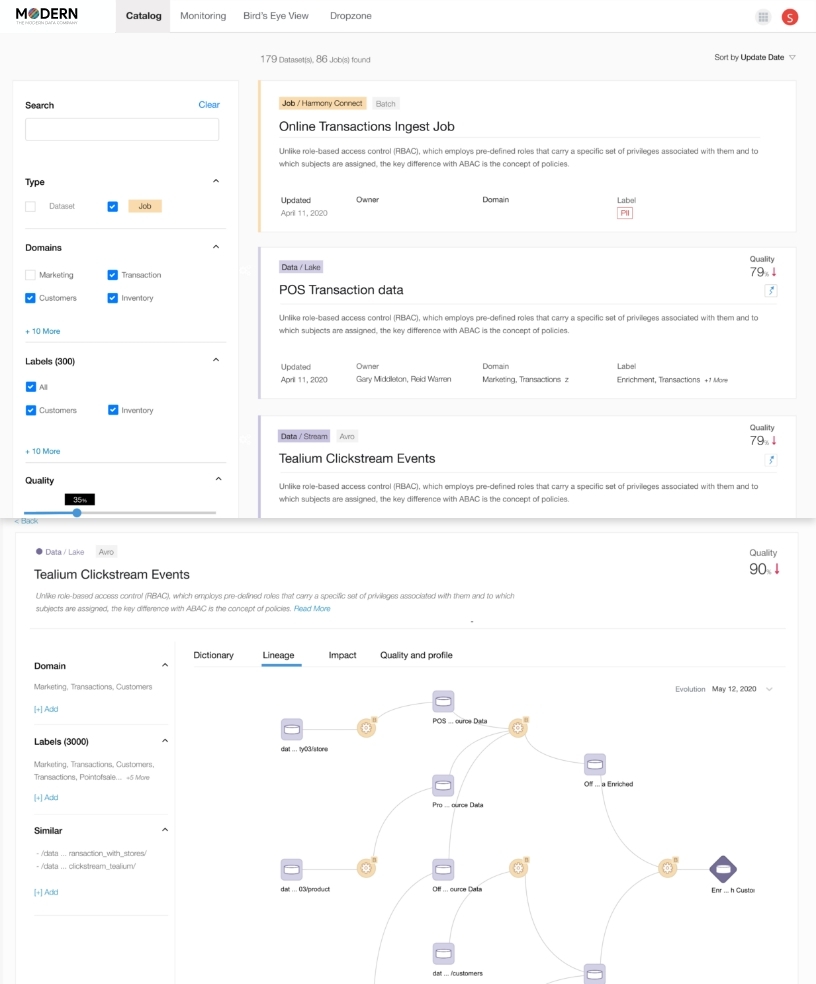 MODERN
THE MODERN DATA COMPANY
Catalog
Monitoring
Bird's Eye View
Dropzone
S
179 Dataset(s), 86 Job(s) found
Sort by Update Date
Search
Clear
Type
Dataset
Job
Domains
Marketing
Transaction
Customers
Inventory
+ 10 More
Labels (300)
All
Customers
Inventory
+ 10 More
Quality
35%
Job / Harmony Connect
Batch
Online Transactions Ingest Job
Unlike role-based access control (RBAC), which employs pre-defined roles that carry a specific set of privileges associated with them and to
which subjects are assigned, the key difference with ABAC is the concept of policies.
Updated
Owner
Domain
Label
April 11, 2020
PII
Data / Lake
Quality
79%
POS Transaction data
Unlike role-based access control (RBAC), which employs pre-defined roles that carry a specific set of privileges associated with them and to
which subjects are assigned, the key difference with ABAC is the concept of policies.
Updated
Owner
Domain
Label
April 11, 2020
Gary Middleton, Reid Warren
Marketing, Transactions z
Enrichment, Transactions +1 More
Data / Stream
Avro
Quality
79%
Tealium Clickstream Events
Unlike role-based access control (RBAC), which employs pre-defined roles that carry a specific set of privileges associated with them and to
which subjects are assigned, the key difference with ABAC is the concept of policies.
< Back
Data / Lake
Avro
Quality
90%
Tealium Clickstream Events
Unlike role-based access control (RBAC), which employs pre-defined roles that carry a specific set of privileges associated with them and to which
subjects are assigned, the key difference with ABAC is the concept of policies. Read More
Domain
Marketing, Transactions, Customers
[+] Add
Labels (3000)
Marketing, Transactions, Customers,
Transactions, Pointofsale... +5 More
[+] Add
Similar
- /data ... ransaction_with_stores/
- /data ... clickstream_tealium/
[+] Add
Dictionary
Lineage
Impact
Quality and profile
Evolution May 12, 2020
POS ... ource Data
dat ... ty03/store
Off ... a Enriched
Pro ... ource Data
dat ... 03/product
Off ... ource Data
Enr ... h Custor
dat ... /customers